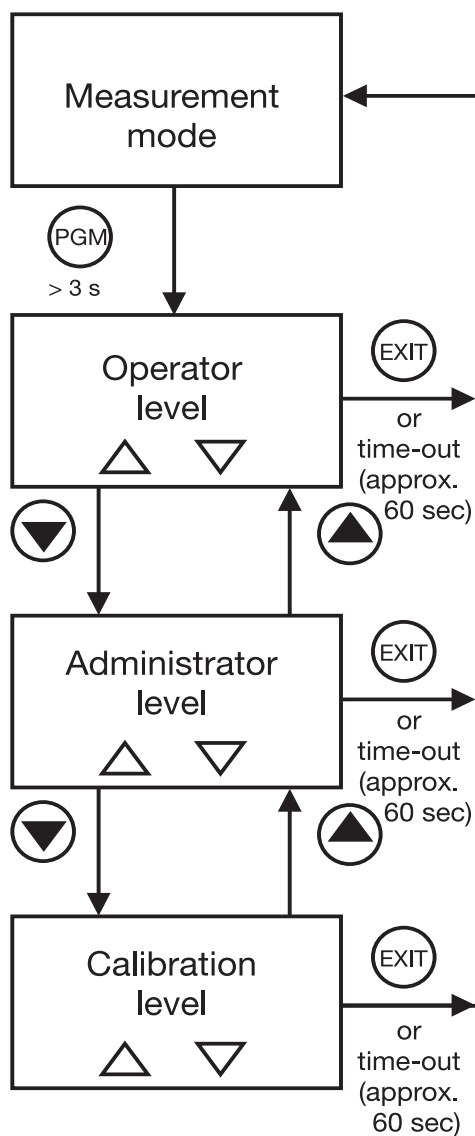 Measurement
mode
PGM
> 3 s
Operator
level
EXIT
or
time-out
(approx.
60 sec)
Administrator
level
EXIT
or
time-out
(approx.
60 sec)
Calibration
level
EXIT
or
time-out
(approx.
60 sec)